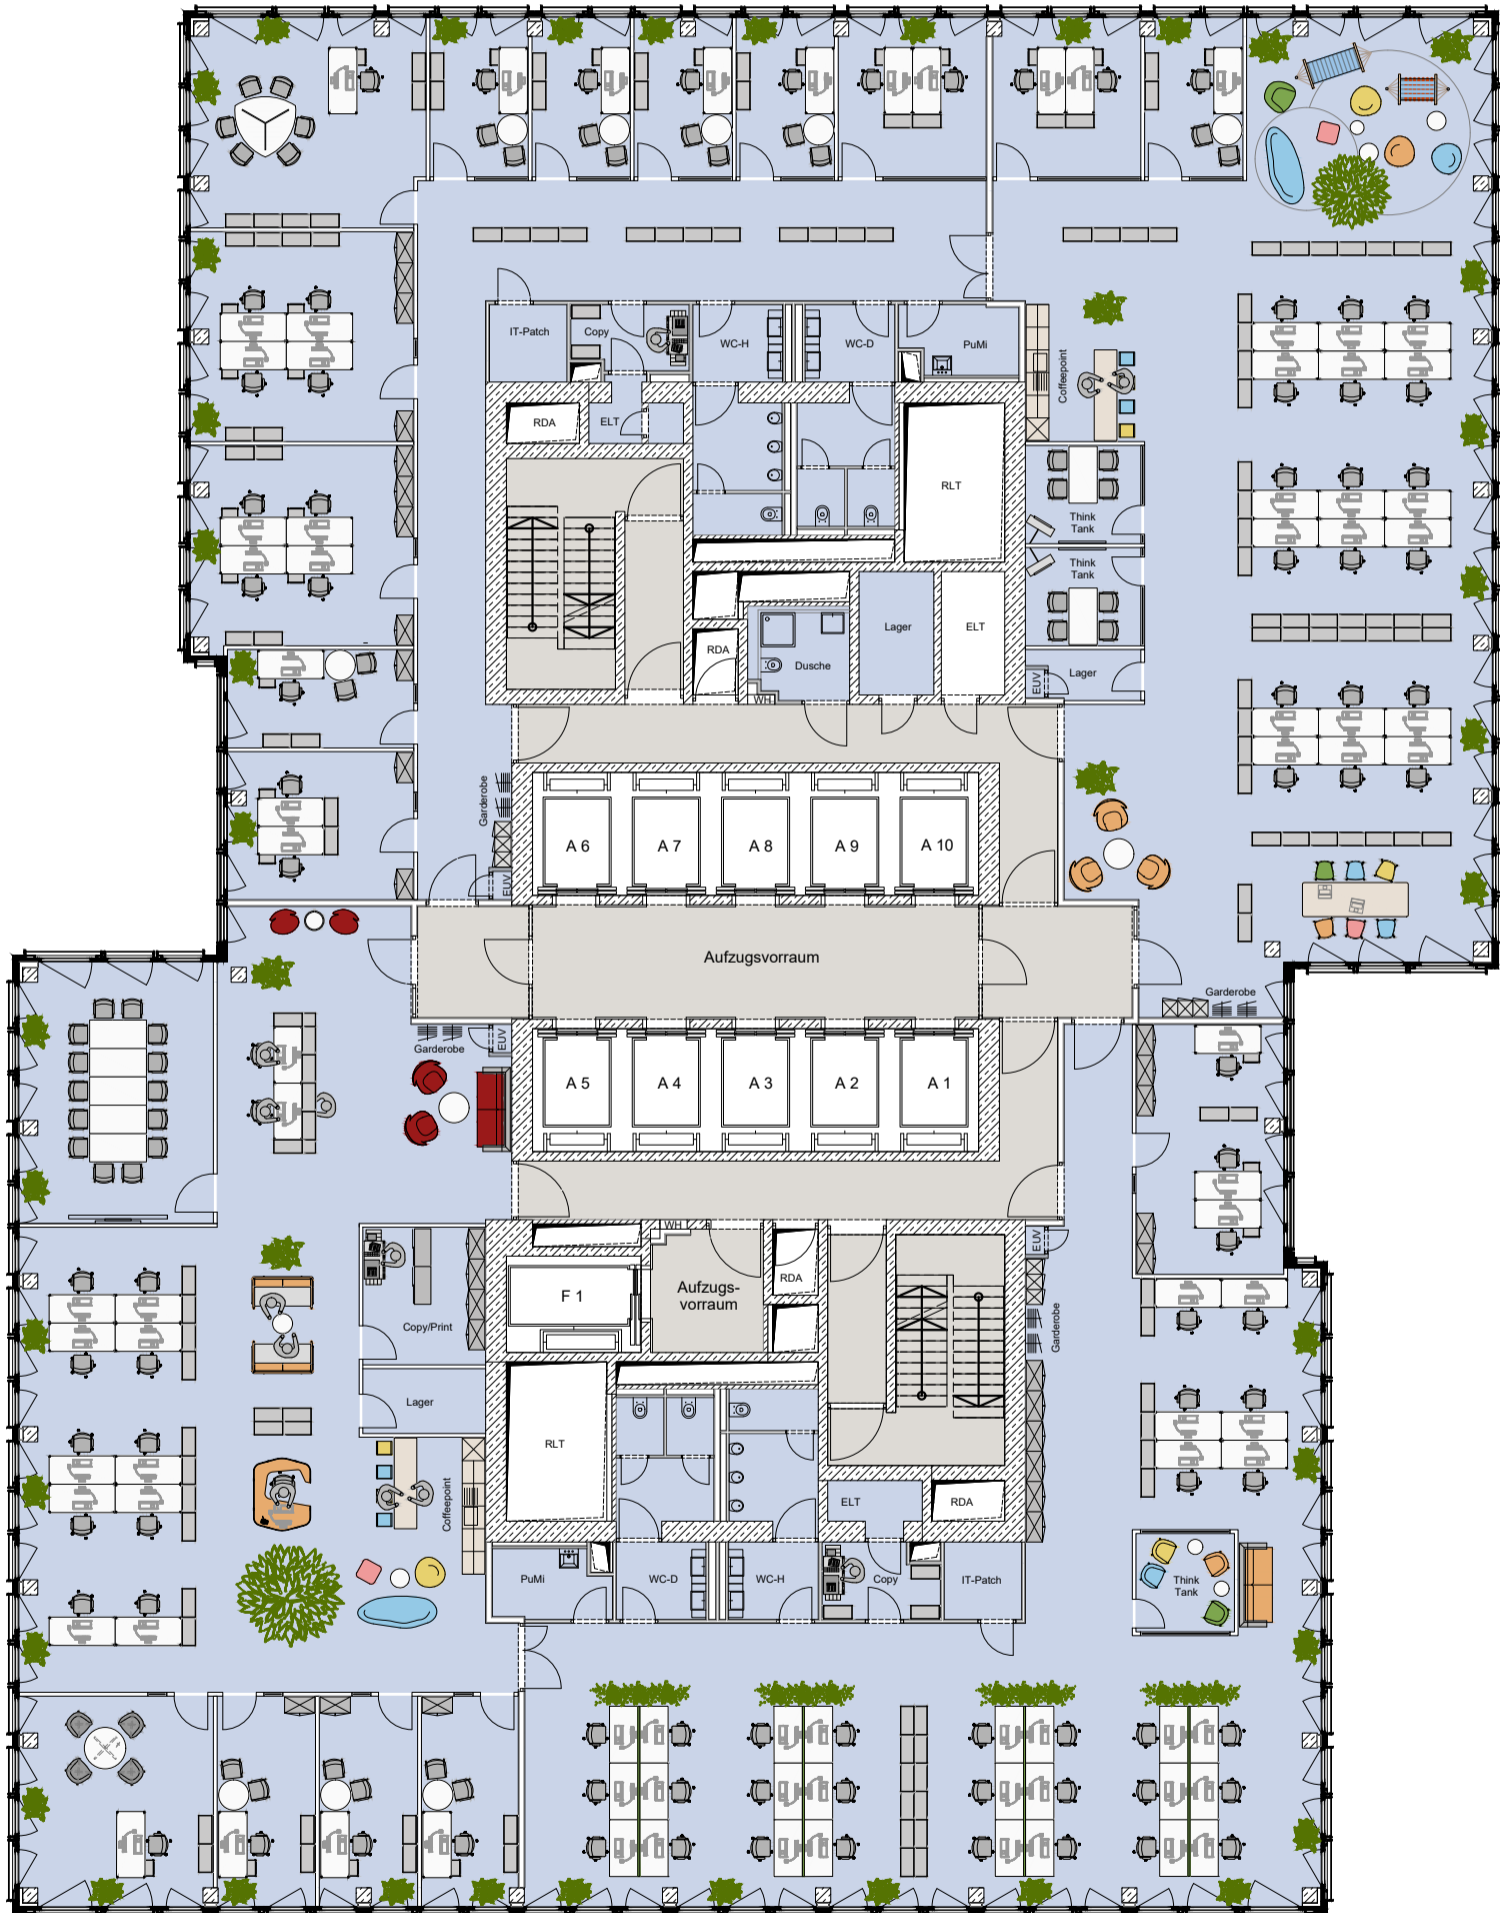 IT-Patch
Copy
WC-H
WC-D
PuMi
Coffeepoint
RDA
ELT
RLT
Think
Tank
Think
Tank
RDA
Dusche
Lager
ELT
Lager
EUV
WH
Garderobe
EUV
A 6
A 7
A 8
A 9
A 10
Aufzugsvorraum
Garderobe
Garderobe
EUV
A 5
A 4
A 3
A 2
A 1
WH
EUV
F 1
Aufzugs-
vorraum
RDA
Garderobe
Copy/Print
Lager
RLT
Coffeepoint
ELT
RDA
PuMi
WC-D
WC-H
Copy
IT-Patch
Think
Tank